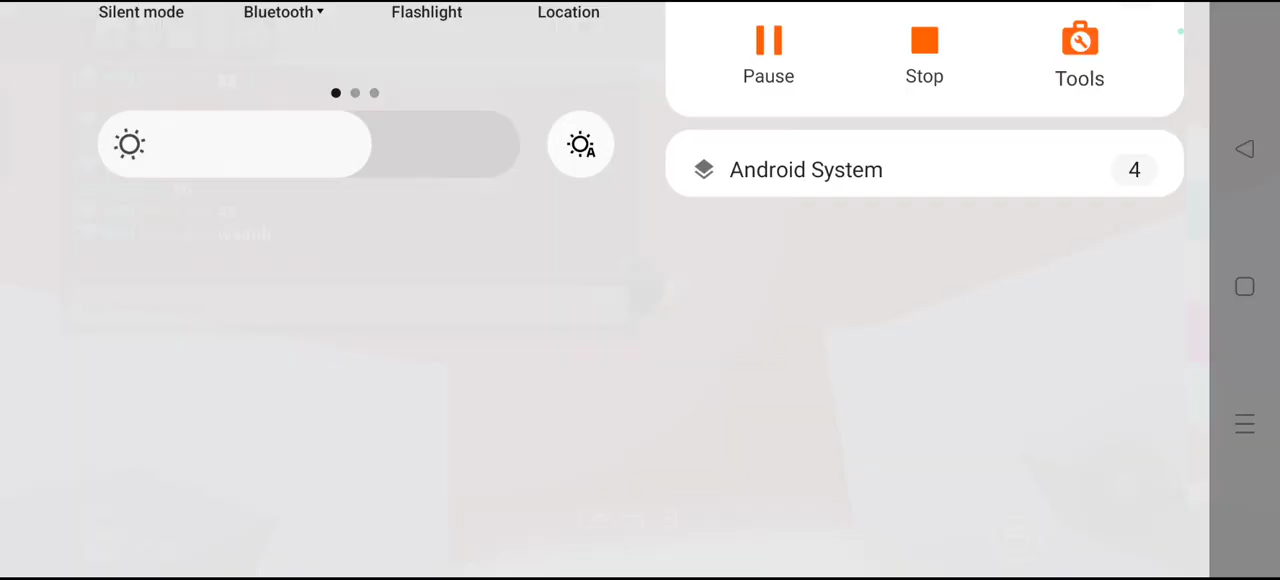 Silent mode Bluetooth Flashlight Location
Pause Stop Tools
Android System 4